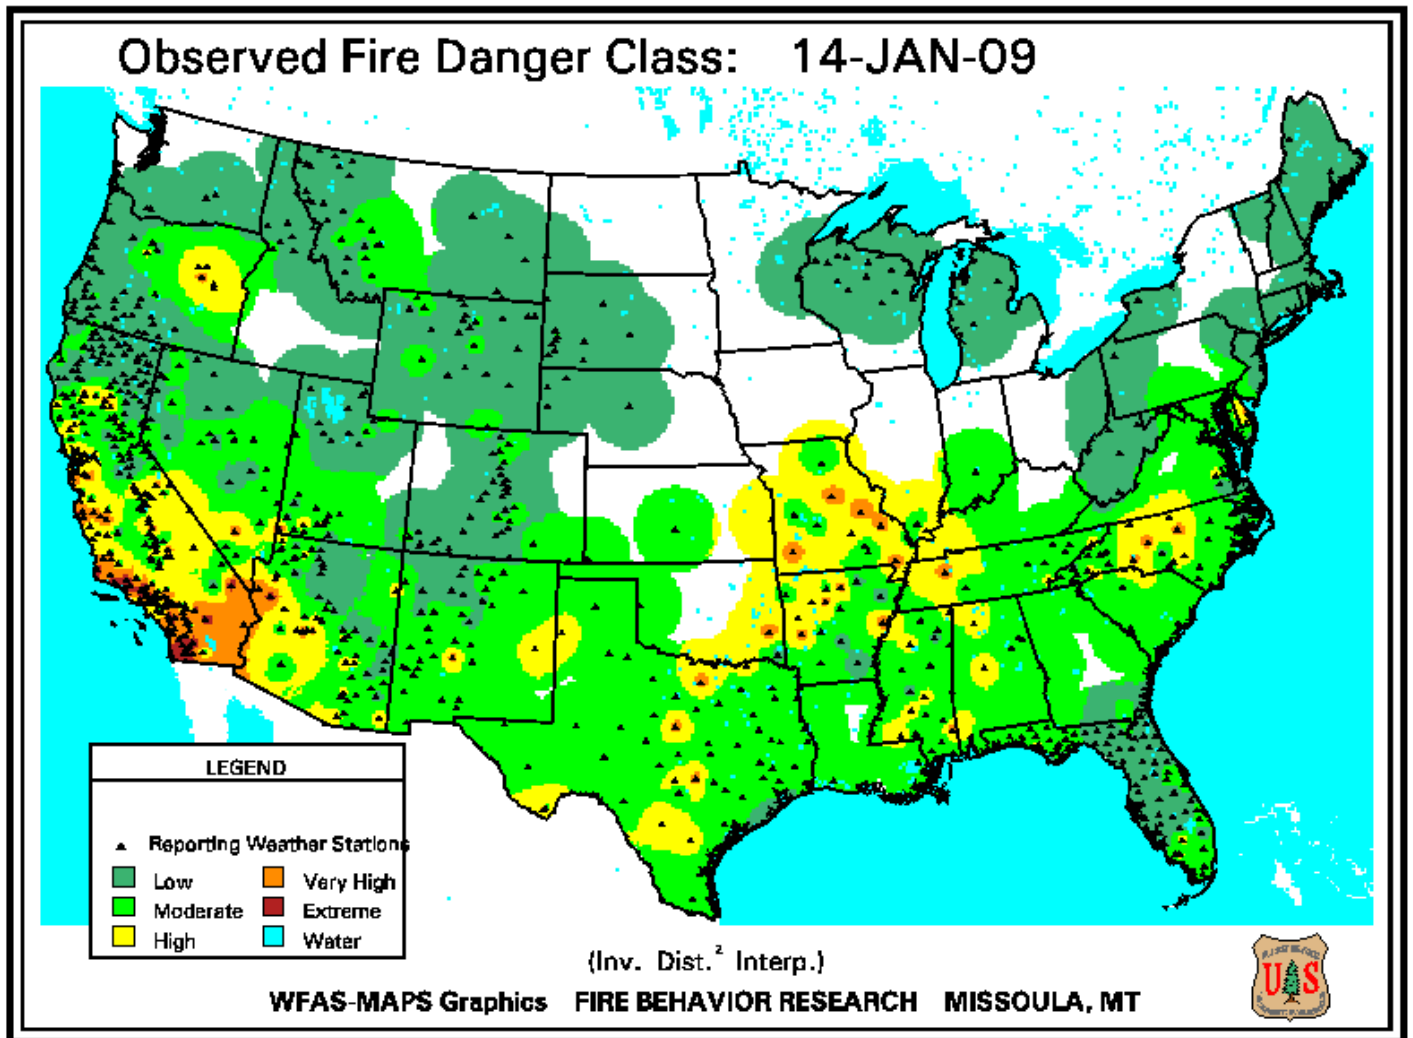 Observed Fire Danger Class: 14-JAN-09
LEGEND
Reporting Weather Stations
Low
Very High
Moderate
Extreme
High
Water
(Inv. Dist.² Interp.)
WFAS-MAPS Graphics FIRE BEHAVIOR RESEARCH MISSOULA, MT
U S